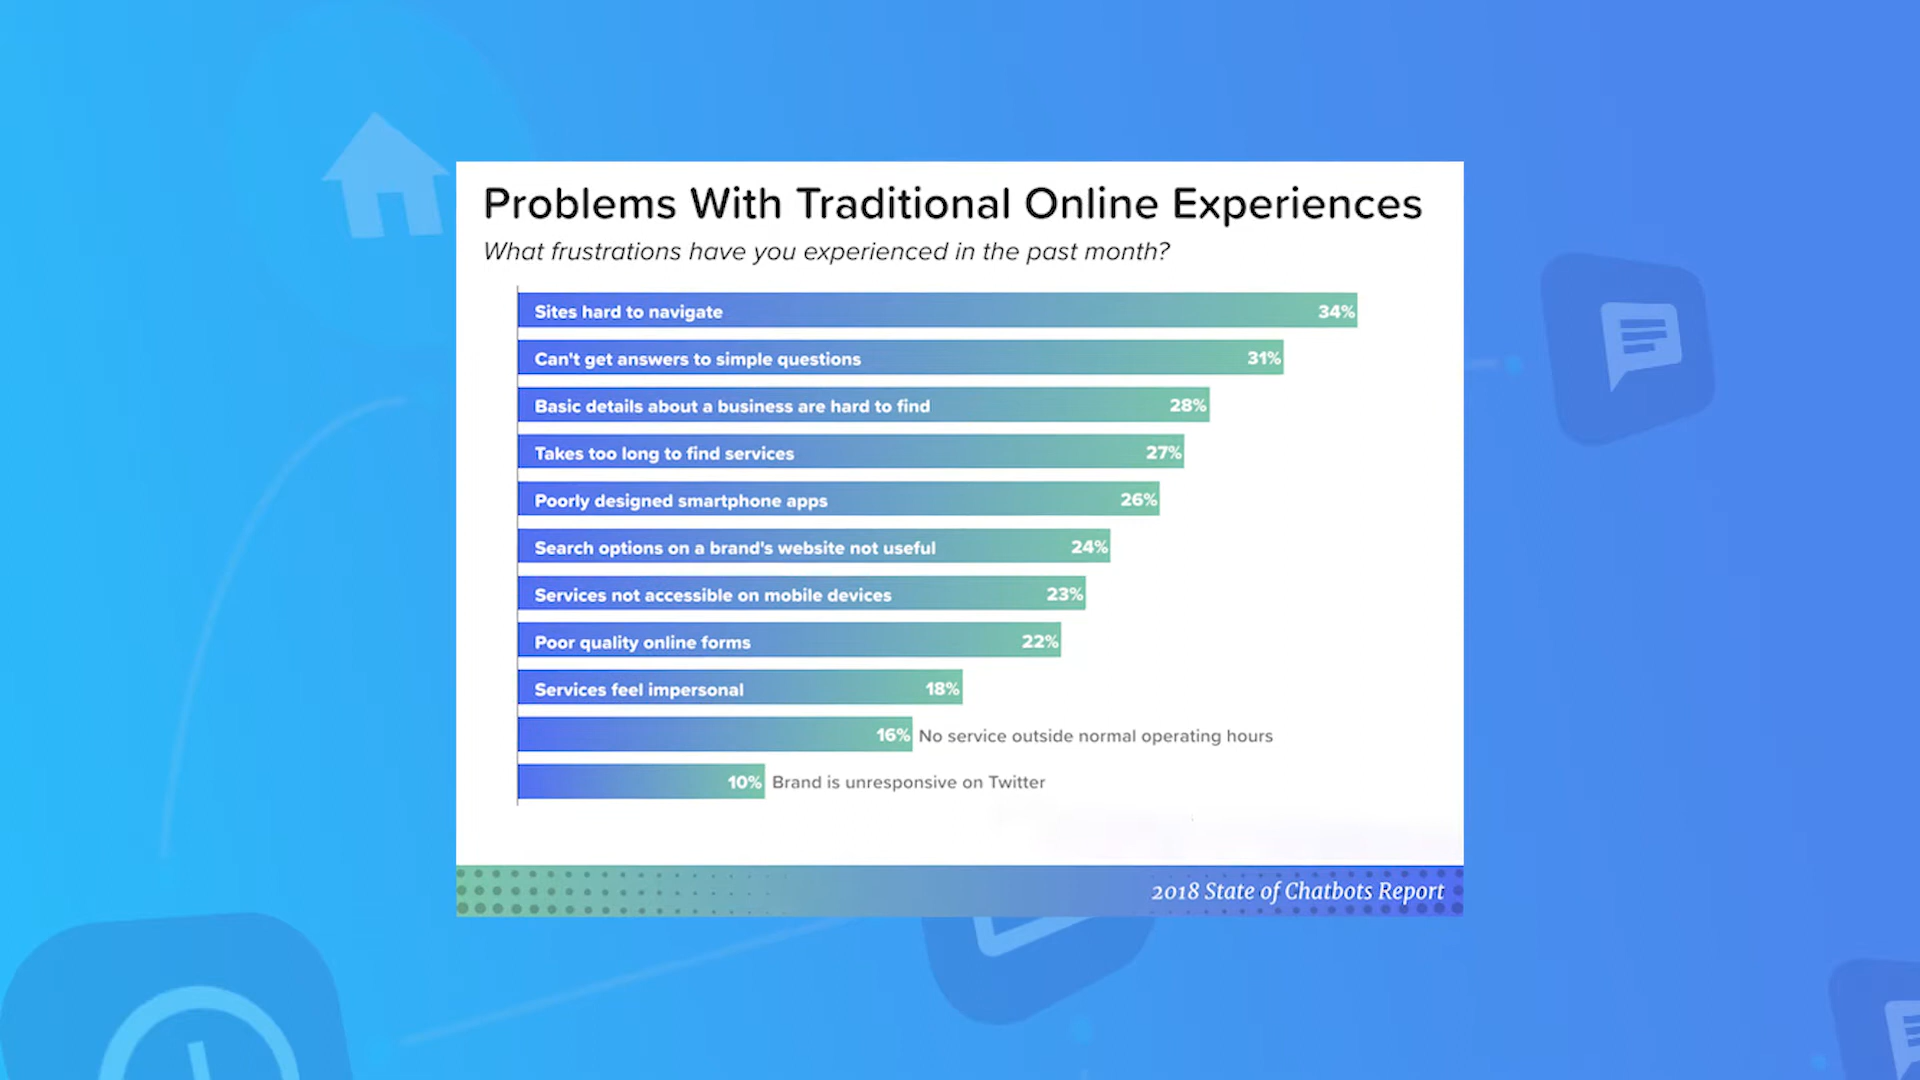 Problems With Traditional Online Experiences
What frustrations have you experienced in the past month?
Sites hard to navigate 34%
Can't get answers to simple questions 31%
Basic details about a business are hard to find 28%
Takes too long to find services 27%
Poorly designed smartphone apps 26%
Search options on a brand's website not useful 24%
Services not accessible on mobile devices 23%
Poor quality online forms 22%
Services feel impersonal 18%
16% No service outside normal operating hours
10% Brand is unresponsive on Twitter
2018 State of Chatbots Report